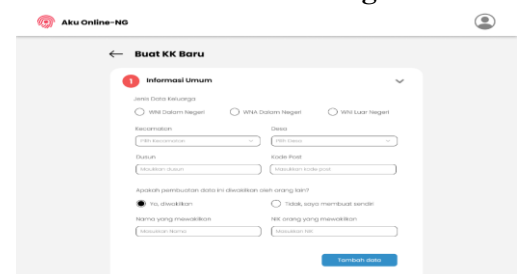 Aku Online-NG
Buat KK Baru
1 Informasi Umum
Jenis Data Keluarga
WNI Dalam Negeri WNA Dalam Negeri WNI Luar Negeri
Kecamatan Desa
Pilih Kecamatan Pilih Desa
Dusun Kode Post
Masukkan dusun Masukkan kode post
Apakah pembuatan data ini diwakilkan oleh orang lain?
Ya, diwakilkan Tidak, saya membuat sendiri
Nama yang mewakilkan NIK orang yang mewakilkan
Masukkan Nama Masukkan NIK
Tambah data